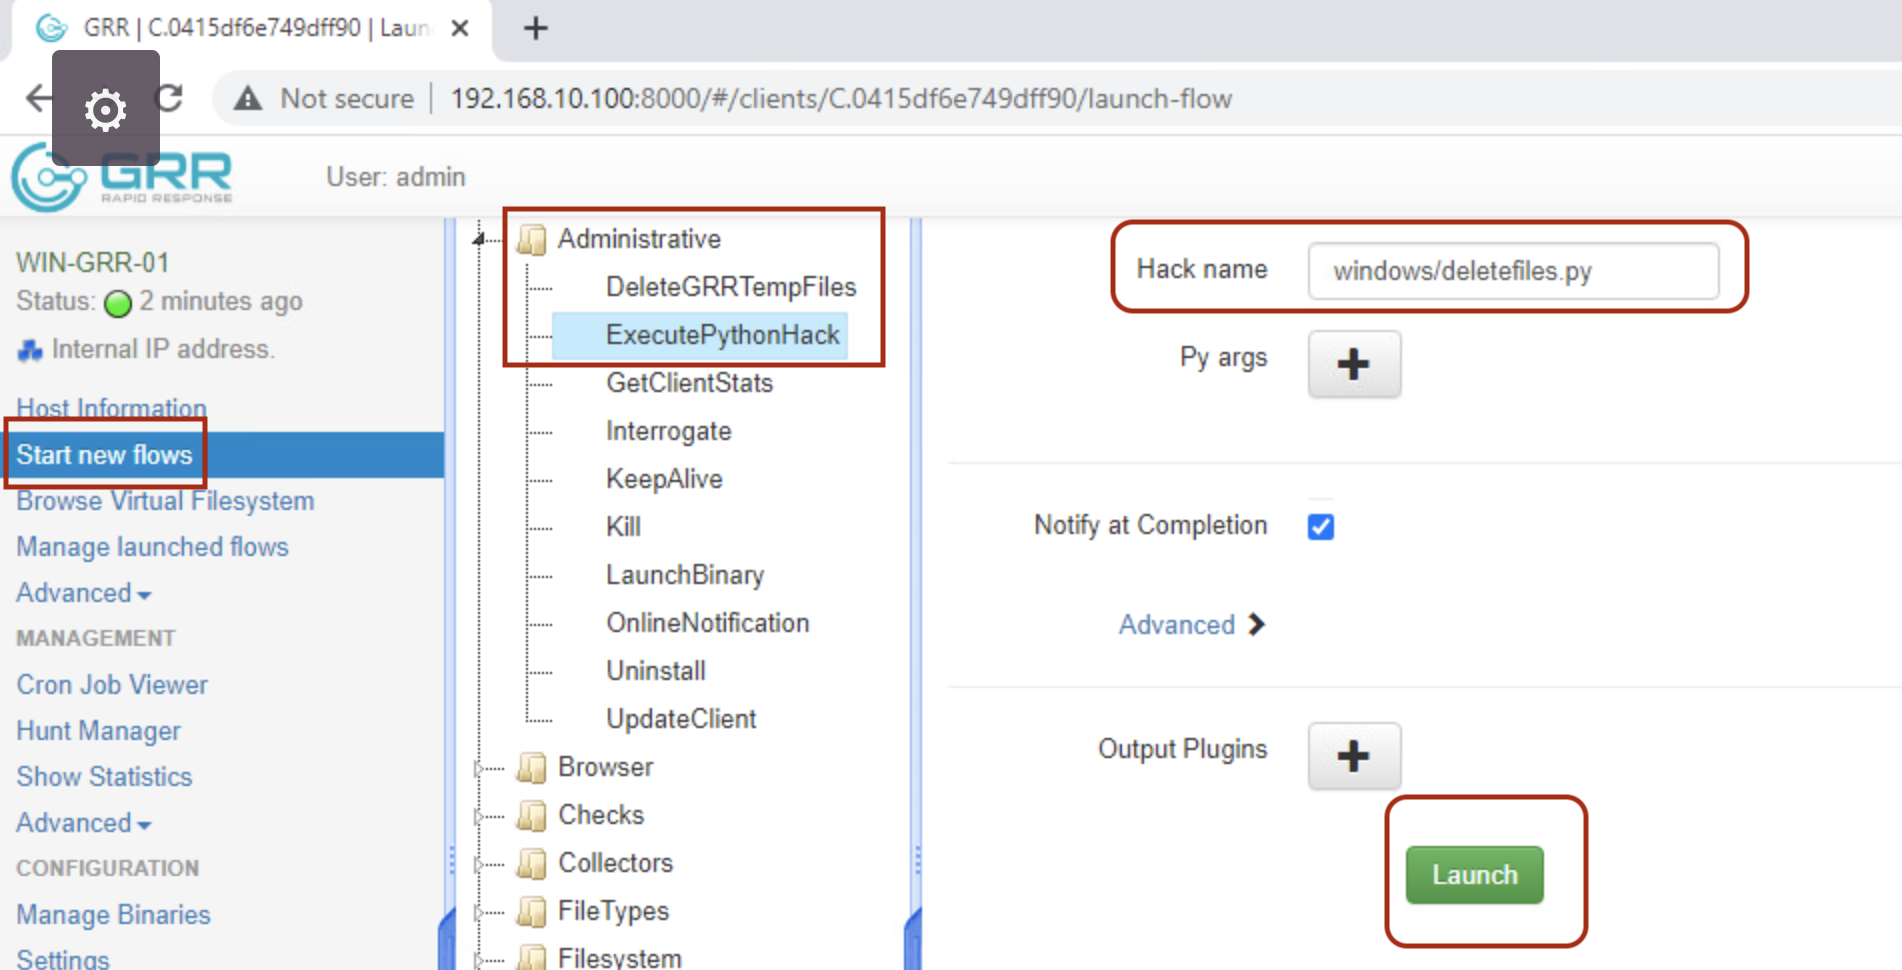 GRR | C.0415df6e749dff90 | Laun
Not secure | 192.168.10.100:8000/#/clients/C.0415df6e749dff90/launch-flow
GRR
RAPID RESPONSE
User: admin
WIN-GRR-01
Status: 2 minutes ago
Internal IP address.
Host Information
Start new flows
Browse Virtual Filesystem
Manage launched flows
Advanced
MANAGEMENT
Cron Job Viewer
Hunt Manager
Show Statistics
Advanced
CONFIGURATION
Manage Binaries
Settings
Administrative
DeleteGRRTempFiles
ExecutePythonHack
GetClientStats
Interrogate
KeepAlive
Kill
LaunchBinary
OnlineNotification
Uninstall
UpdateClient
Browser
Checks
Collectors
FileTypes
Filesystem
Hack name windows/deletefiles.py
Py args
Notify at Completion
Advanced
Output Plugins
Launch